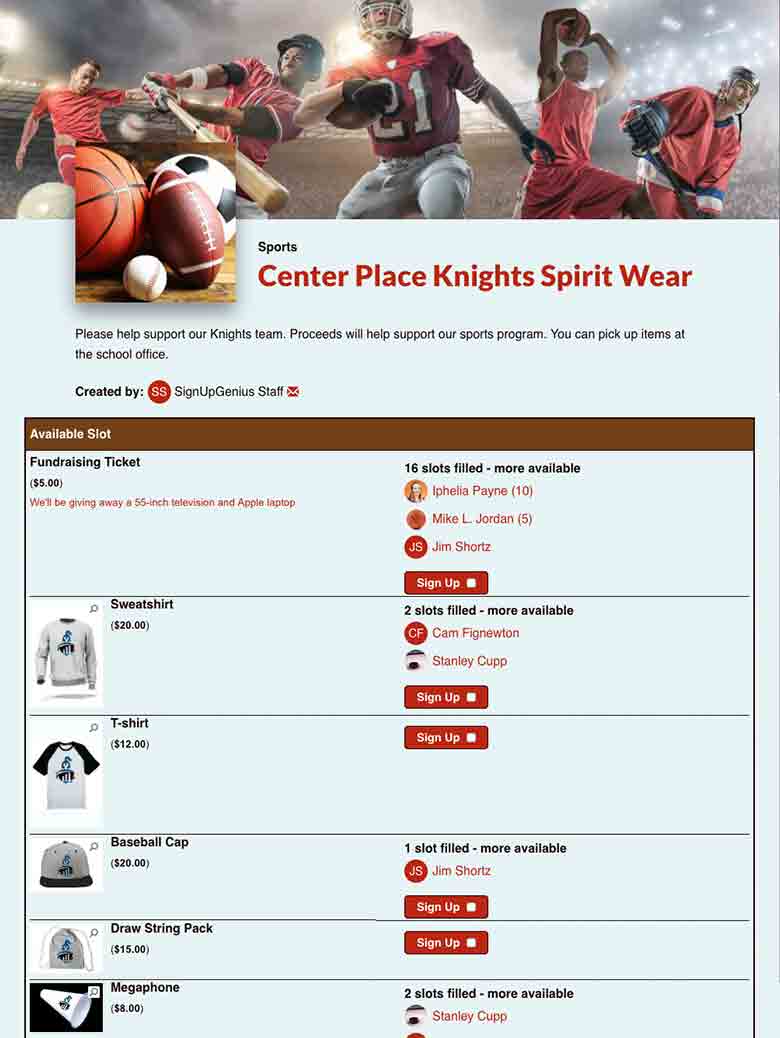 21
Sports
Center Place Knights Spirit Wear
Please help support our Knights team. Proceeds will help support our sports program. You can pick up items at
the school office.
Created by: SS SignUpGenius Staff
Available Slot
Fundraising Ticket
($5.00)
We'll be giving away a 55-inch television and Apple laptop
16 slots filled - more available
Iphelia Payne (10)
Mike L. Jordan (5)
JS Jim Shortz
Sign Up
Sweatshirt
($20.00)
2 slots filled - more available
CF Cam Fignewton
Stanley Cupp
Sign Up
T-shirt
($12.00)
Sign Up
Baseball Cap
($20.00)
1 slot filled - more available
JS Jim Shortz
Sign Up
Draw String Pack
($15.00)
Sign Up
Megaphone
($8.00)
2 slots filled - more available
Stanley Cupp